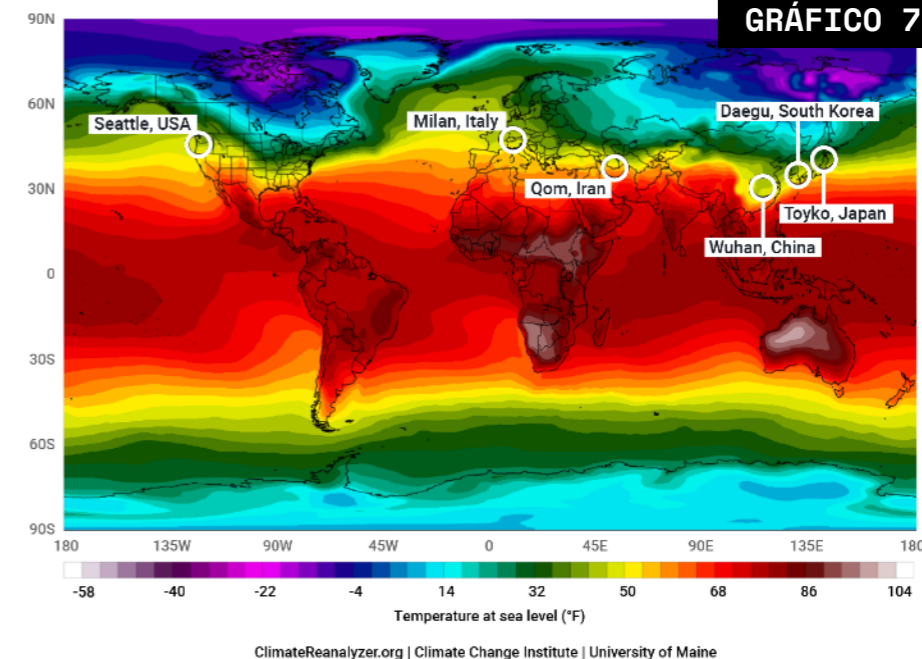 GRÁFICO 7
90N
60N
30N
0
30S
60S
90S
Seattle, USA
Milan, Italy
Daegu, South Korea
Qom, Iran
Toyko, Japan
Wuhan, China
180 135W 90W 45W 0 45E 90E 135E 180
-58 -40 -22 -4 14 32 50 68 86 104
Temperature at sea level (°F)
ClimateReanalyzer.org | Climate Change Institute | University of Maine